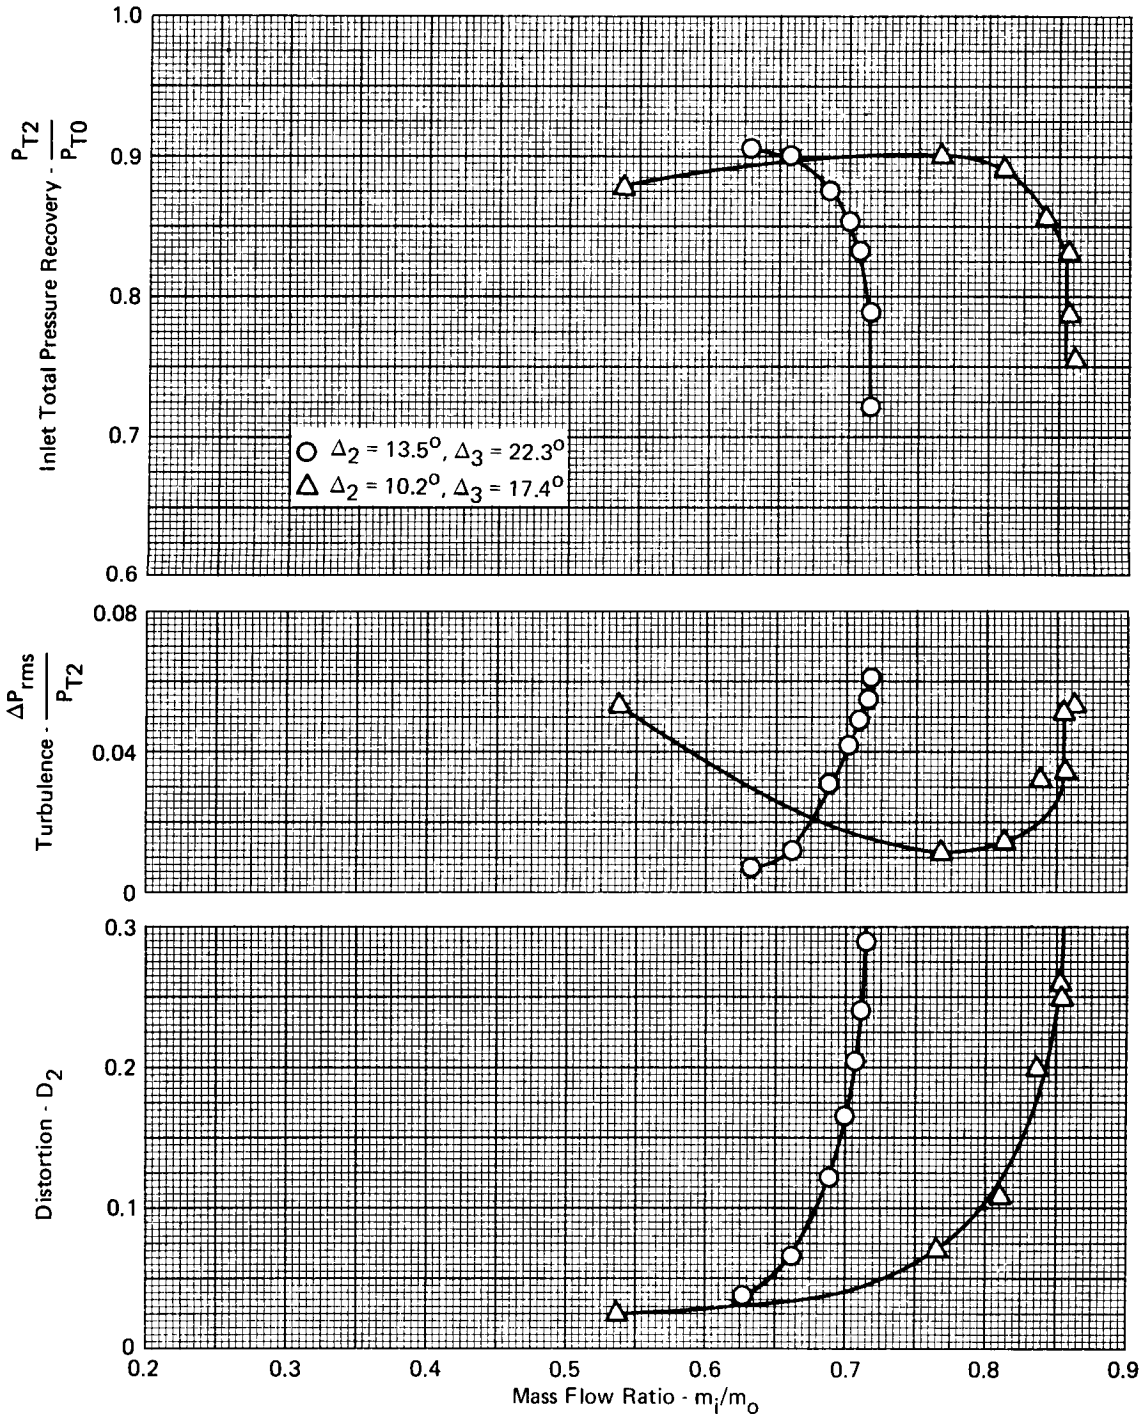 1.0
0.9
0.8
0.7
0.6
Inlet Total Pressure Recovery - P_T2 / P_T0
○ Δ₂ = 13.5°, Δ₃ = 22.3°
△ Δ₂ = 10.2°, Δ₃ = 17.4°
0.08
0.04
0
Turbulence - ΔP_rms / P_T2
0.3
0.2
0.1
0
Distortion - D₂
0.2 0.3 0.4 0.5 0.6 0.7 0.8 0.9
Mass Flow Ratio - m_i/m_o